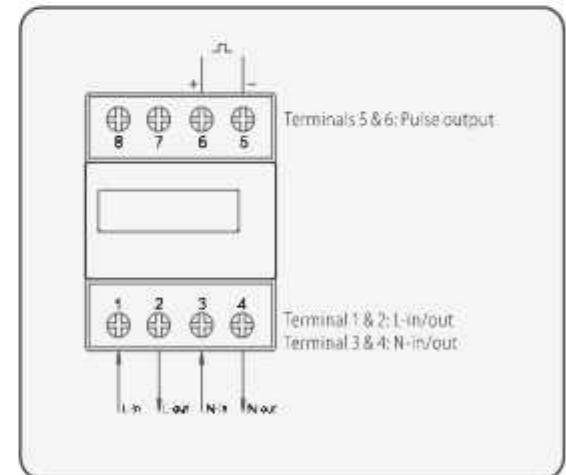 + -
8 7 6 5
Terminals 5 & 6: Pulse output
1 2 3 4
Terminal 1 & 2: L-in/out
Terminal 3 & 4: N-in/out
L-in L-out N-in N-out